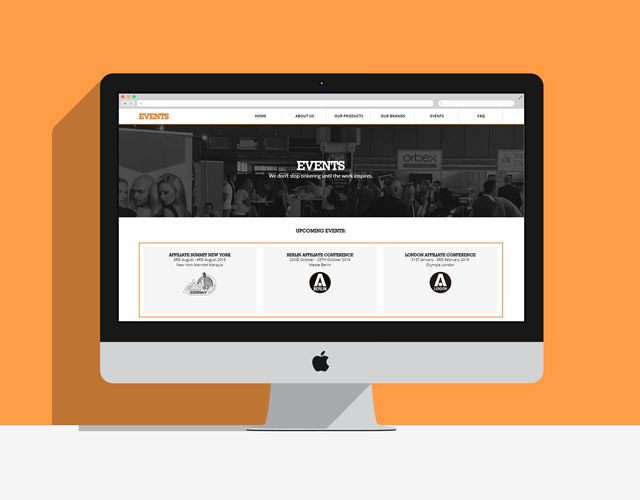 EVENTS
HOME ABOUT US OUR PRODUCTS OUR BRANDS EVENTS FAQ
orbex
EVENTS
We don't stop tinkering until the work inspires.
UPCOMING EVENTS:
AFFILIATE SUMMIT NEW YORK
3RD August - 4RD August 2015
New York Marriott Marquis
SUMMIT
BERLIN AFFILIATE CONFERENCE
22ND October - 25TH October 2015
Messe Berlin
A
BERLIN
LONDON AFFILIATE CONFERENCE
31ST January - 3RD February 2015
Olympia London
A
LONDON